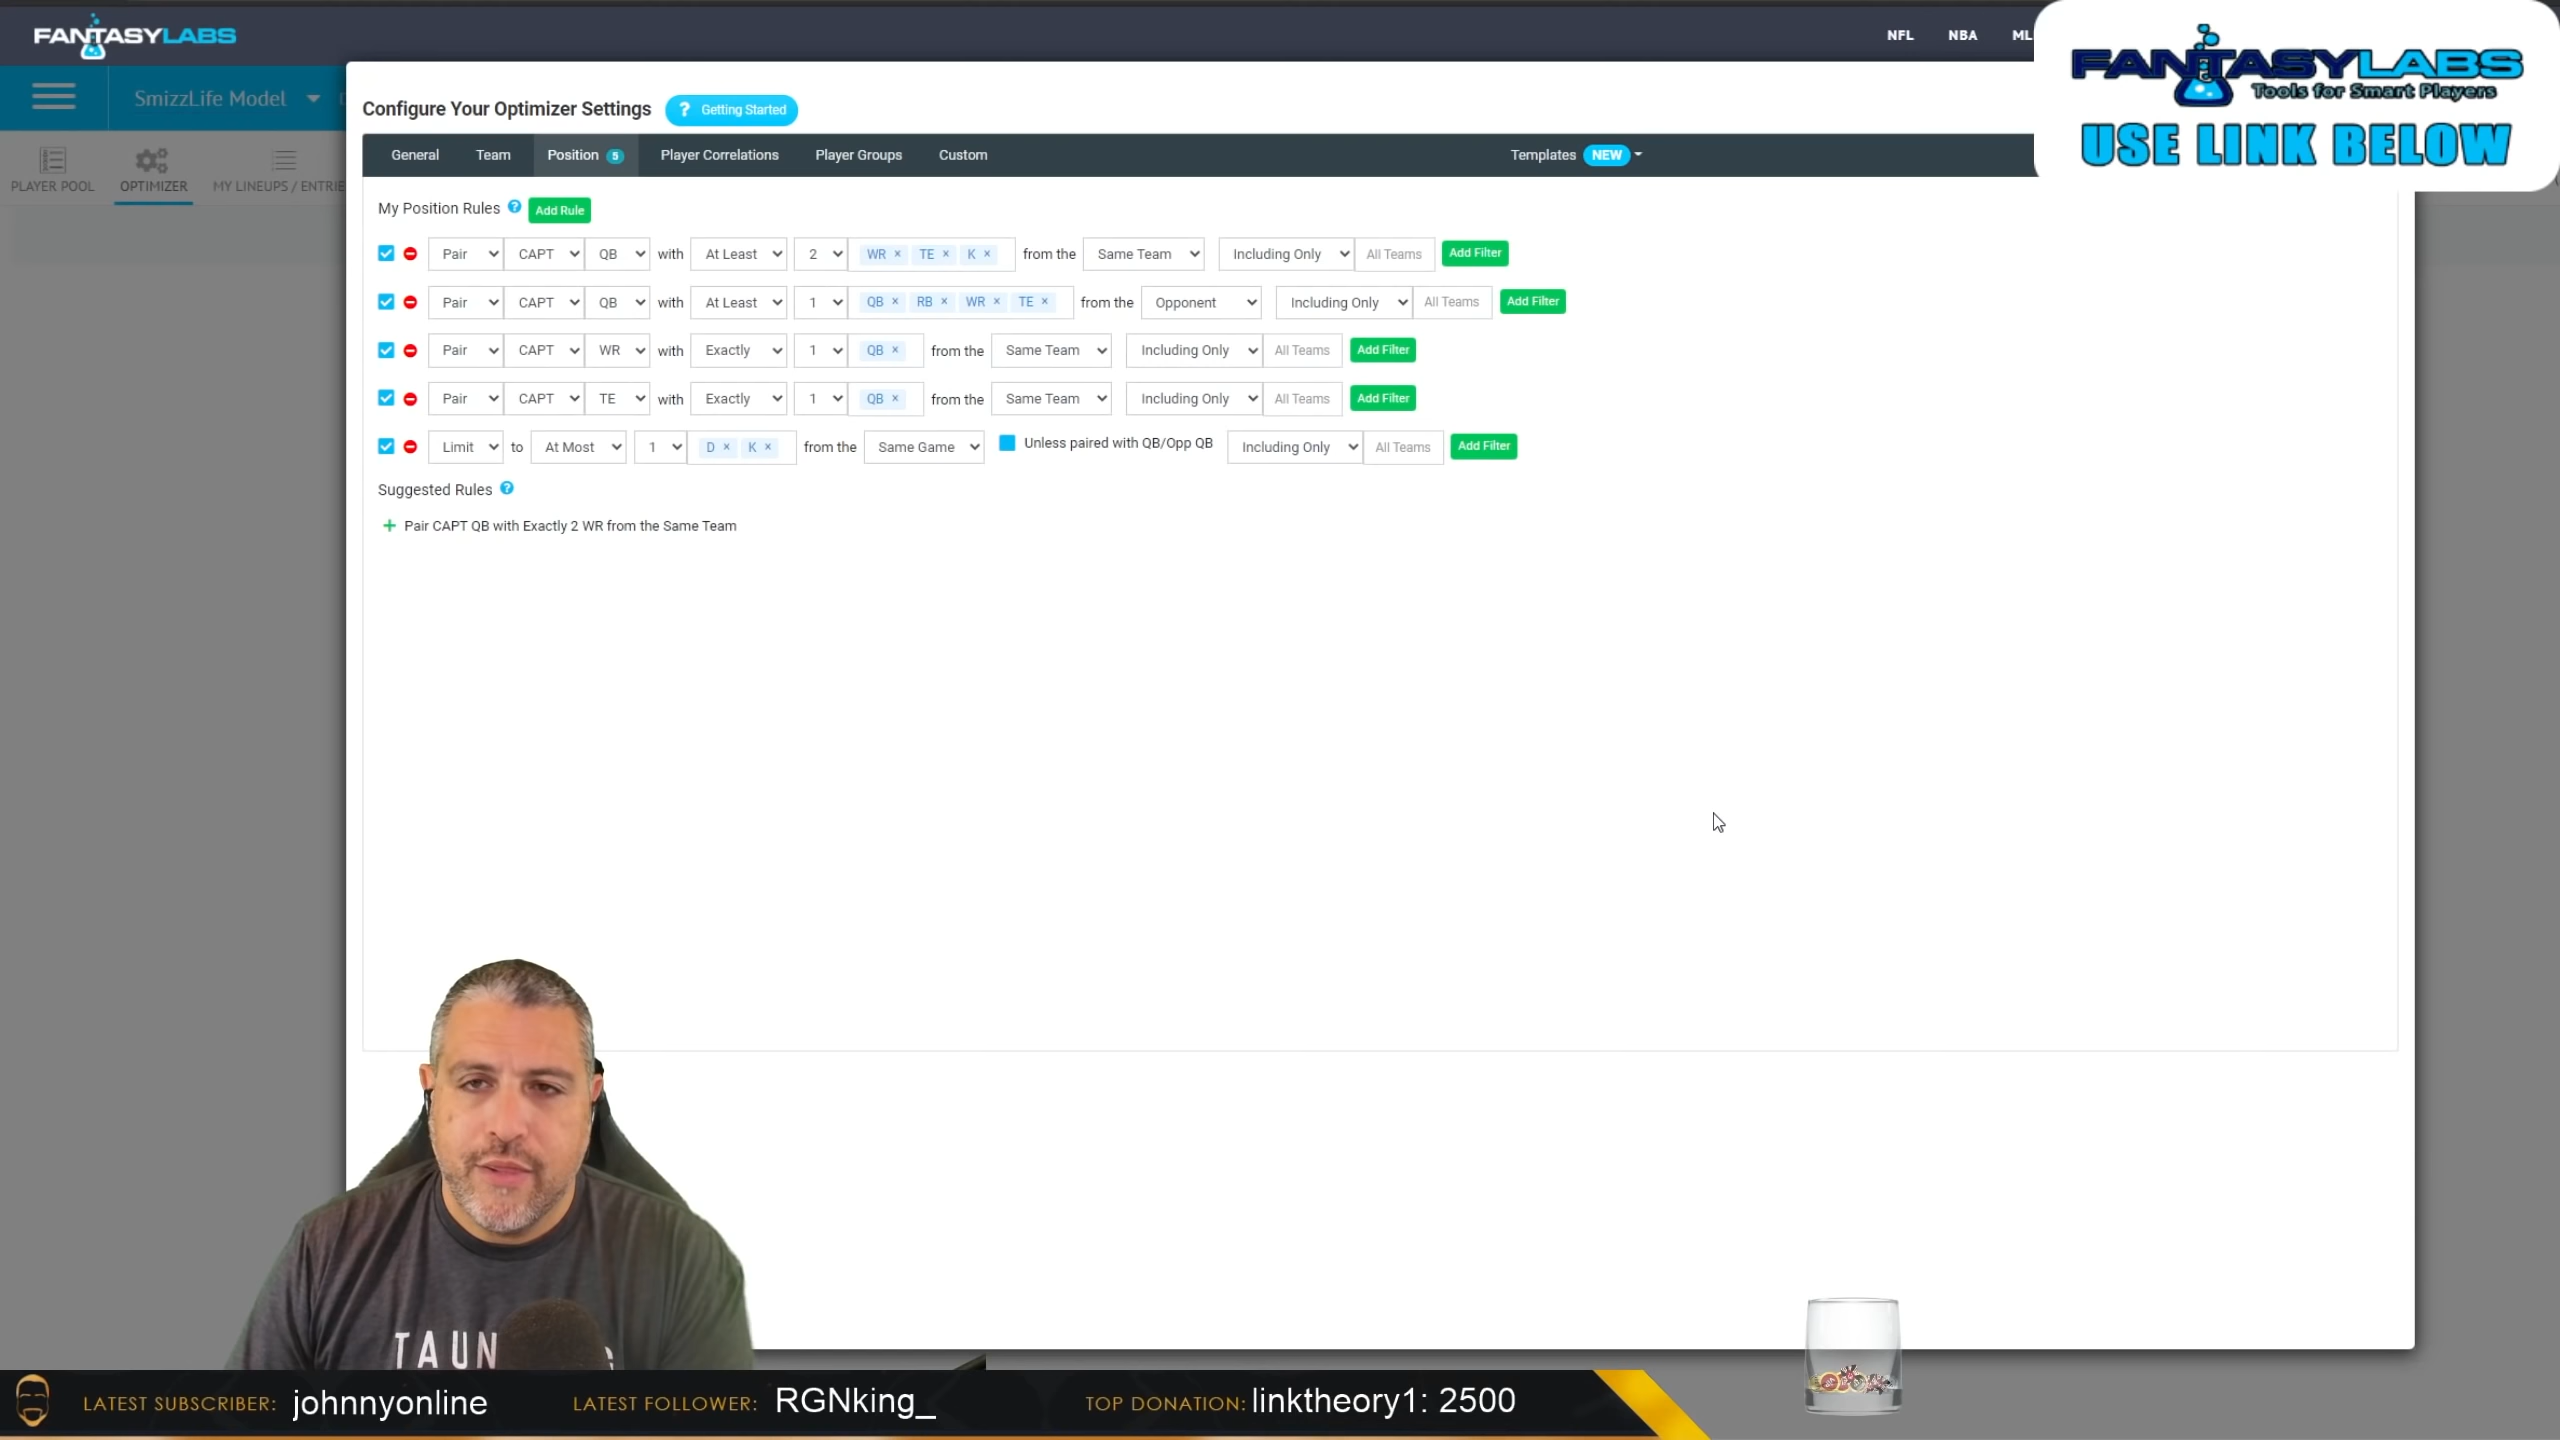 FANTASYLABS
NFL NBA
FANTASYLABS
Tools for Smart Players
USE LINK BELOW
SmizzLife Model
PLAYER POOL OPTIMIZER MY LINEUPS /
Configure Your Optimizer Settings ? Getting Started
General Team Position 5 Player Correlations Player Groups Custom Templates NEW
My Position Rules ? Add Rule
Pair CAPT QB with At Least 2 WR × TE × K × from the Same Team Including Only All Teams Add Filter
Pair CAPT QB with At Least 1 QB × RB × WR × TE × from the Opponent Including Only All Teams Add Filter
Pair CAPT WR with Exactly 1 QB × from the Same Team Including Only All Teams Add Filter
Pair CAPT TE with Exactly 1 QB × from the Same Team Including Only All Teams Add Filter
Limit to At Most 1 D × K × from the Same Game Unless paired with QB/Opp QB Including Only All Teams Add Filter
Suggested Rules ?
+ Pair CAPT QB with Exactly 2 WR from the Same Team
TAUN
LATEST SUBSCRIBER: johnnyonline LATEST FOLLOWER: RGNking_ TOP DONATION: linktheory1: 2500